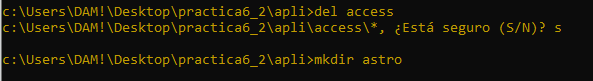 c:\Users\DAM!\Desktop\practica6_2\apli>del access
c:\Users\DAM!\Desktop\practica6_2\apli\access\*, ¿Está seguro (S/N)? s
c:\Users\DAM!\Desktop\practica6_2\apli>mkdir astro